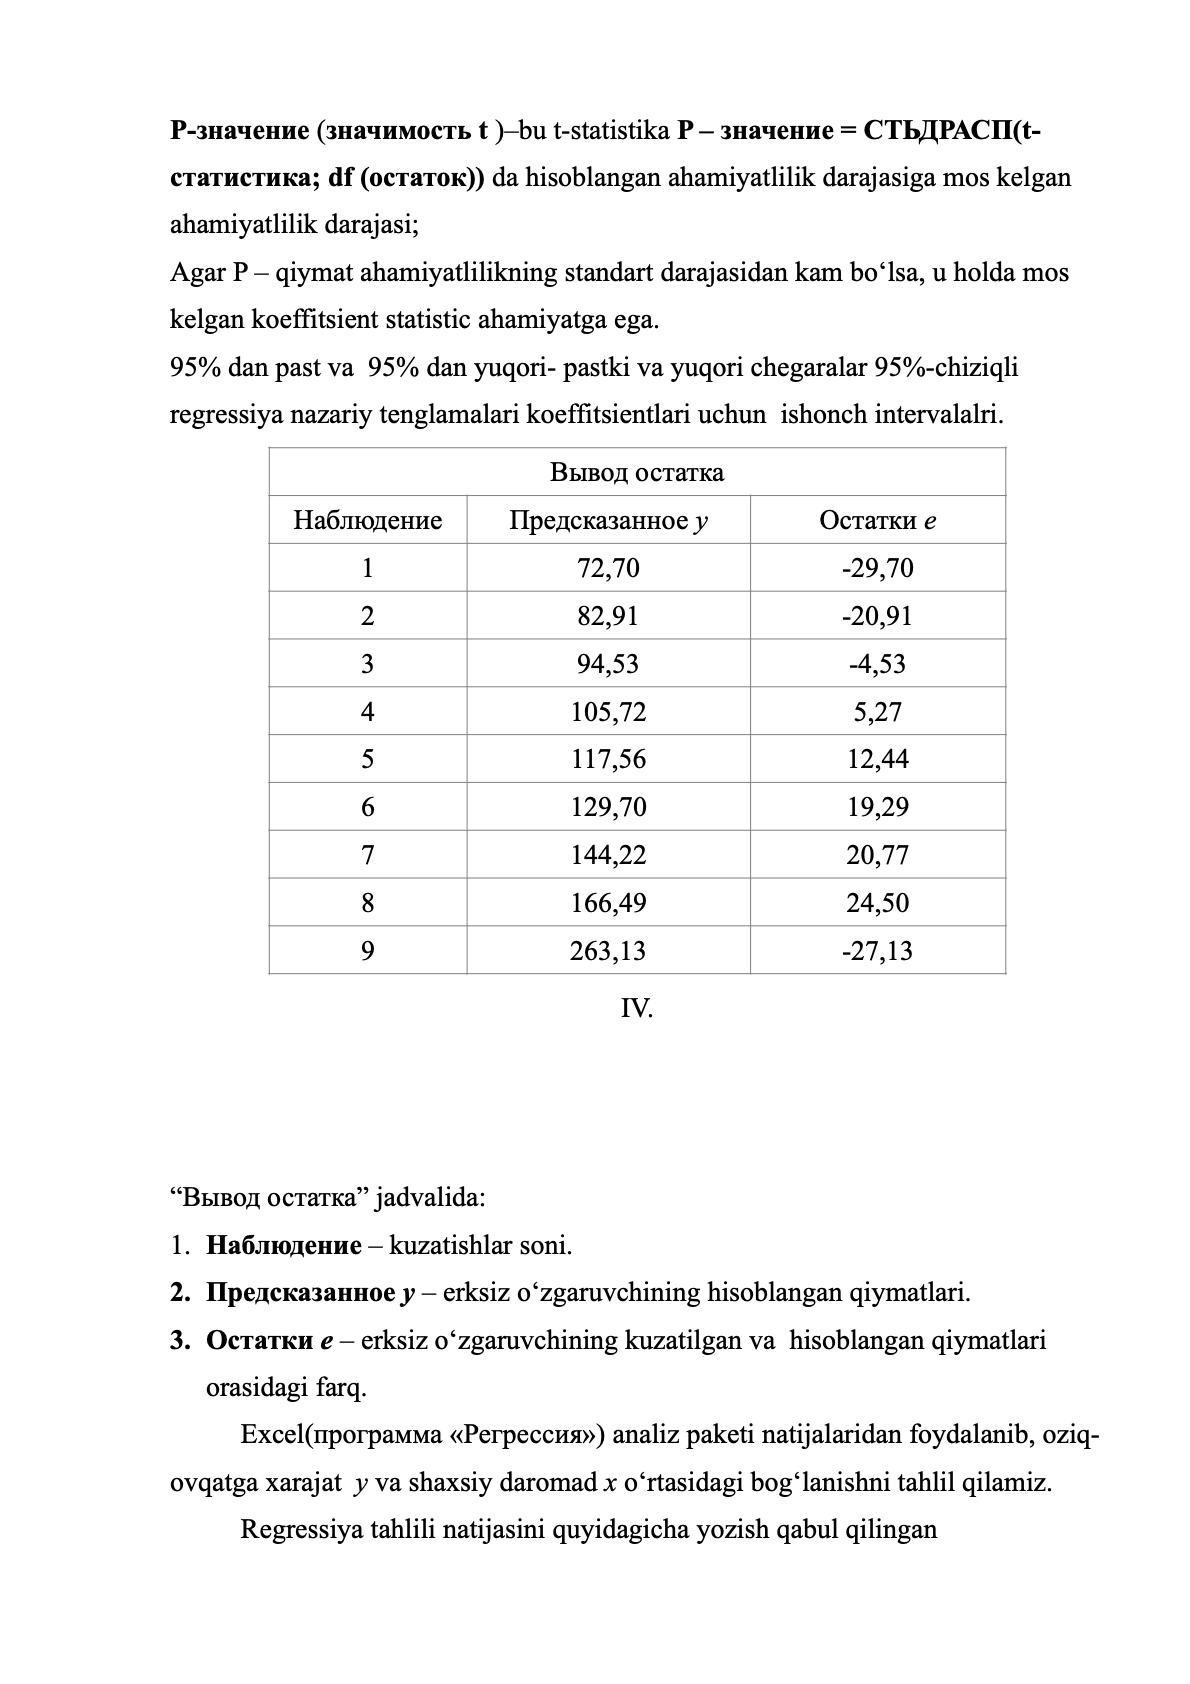 P-значение (значимость t )–bu t-statistika P – значение = СТЬДРАСП(t-
статистика; df (остаток)) da hisoblangan ahamiyatlilik darajasiga mos kelgan
ahamiyatlilik darajasi;
Agar P – qiymat ahamiyatlilikning standart darajasidan kam bo‘lsa, u holda mos
kelgan koeffitsient statistic ahamiyatga ega.
95% dan past va  95% dan yuqori- pastki va yuqori chegaralar 95%-chiziqli
regressiya nazariy tenglamalari koeffitsientlari uchun  ishonch intervalalri.
Вывод остатка
Наблюдение Предсказанное y Остатки e
1 72,70 -29,70
2 82,91 -20,91
3 94,53 -4,53
4 105,72 5,27
5 117,56 12,44
6 129,70 19,29
7 144,22 20,77
8 166,49 24,50
9 263,13 -27,13
IV.
“Вывод остатка” jadvalida:
1. Наблюдение – kuzatishlar soni.
2. Предсказанное y – erksiz o‘zgaruvchining hisoblangan qiymatlari.
3. Остатки e – erksiz o‘zgaruvchining kuzatilgan va  hisoblangan qiymatlari
orasidagi farq.
Excel(программа «Регрессия») analiz paketi natijalaridan foydalanib, oziq-
ovqatga xarajat  y va shaxsiy daromad x o‘rtasidagi bog‘lanishni tahlil qilamiz.
Regressiya tahlili natijasini quyidagicha yozish qabul qilingan